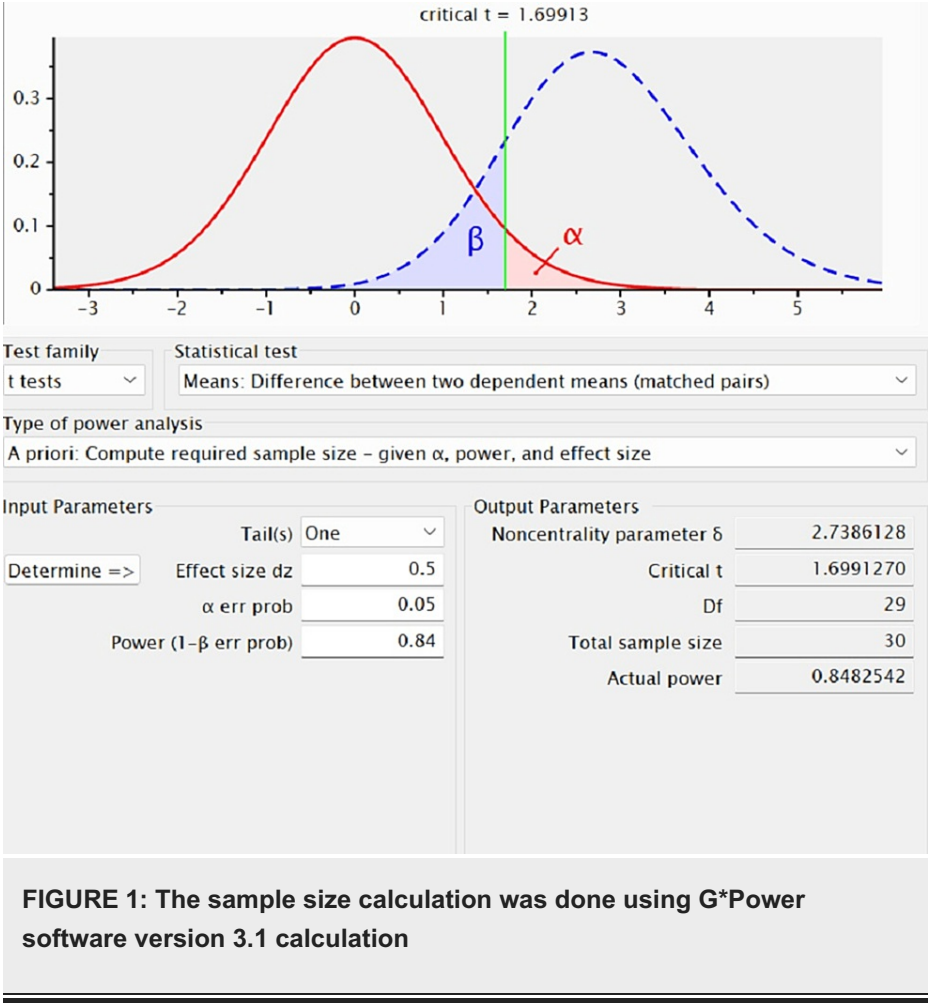 critical t = 1.69913
0.3
0.2
0.1
0
β
α
-3 -2 -1 0 1 2 3 4 5
Test family
Statistical test
t tests
Means: Difference between two dependent means (matched pairs)
Type of power analysis
A priori: Compute required sample size – given α, power, and effect size
Input Parameters
Tail(s) One
Determine =>
Effect size dz 0.5
α err prob 0.05
Power (1-β err prob) 0.84
Output Parameters
Noncentrality parameter δ 2.7386128
Critical t 1.6991270
Df 29
Total sample size 30
Actual power 0.8482542
FIGURE 1: The sample size calculation was done using G*Power
software version 3.1 calculation